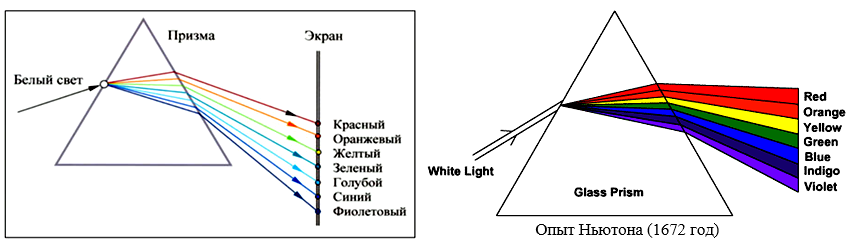 Призма
Экран
Белый свет
Красный
Оранжевый
Желтый
Зеленый
Голубой
Синий
Фиолетовый
White Light
Glass Prism
Red
Orange
Yellow
Green
Blue
Indigo
Violet
Опыт Ньютона (1672 год)